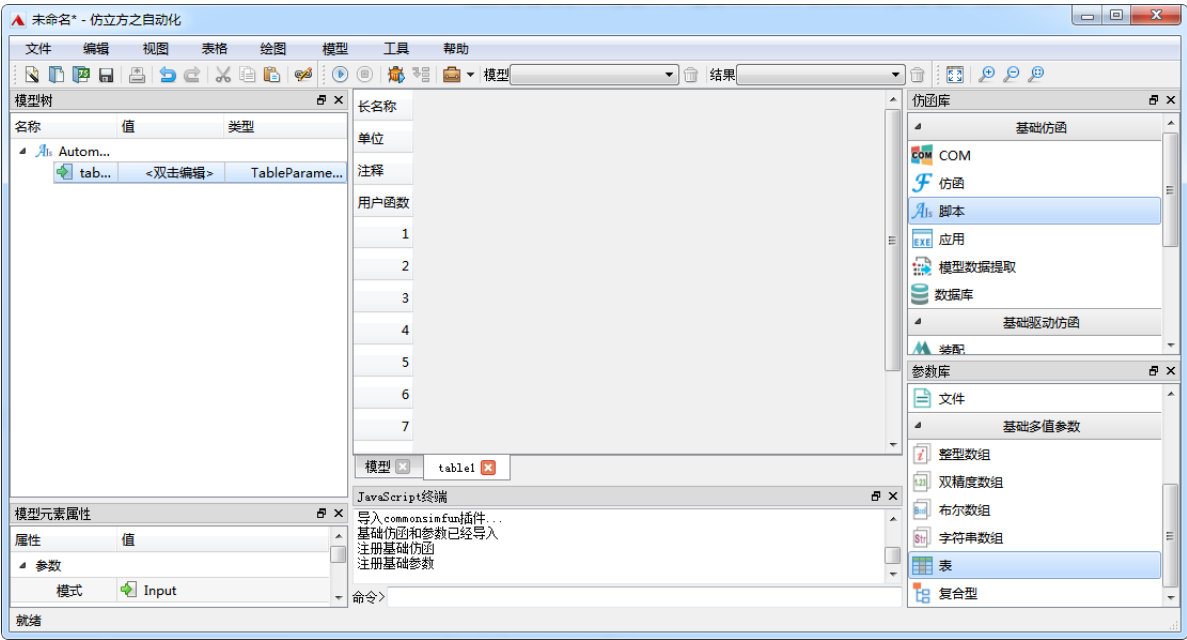 未命名* - 仿立方之自动化
文件 编辑 视图 表格 绘图 模型 工具 帮助
模型 结果
模型树
名称 值 类型
Autom...
tab... <双击编辑> TableParame...
模型元素属性
属性 值
参数
模式 Input
长名称
单位
注释
用户函数
1
2
3
4
5
6
7
模型 table1
JavaScript终端
导入commonsimfun插件...
基础仿函和参数已经导入
注册基础仿函
注册基础参数
命令>
仿函库
基础仿函
COM COM
仿函
脚本
EXE 应用
模型数据提取
数据库
基础驱动仿函
装配
参数库
文件
基础多值参数
整型数组
1.23 双精度数组
布尔数组
Str 字符串数组
表
复合型
就绪